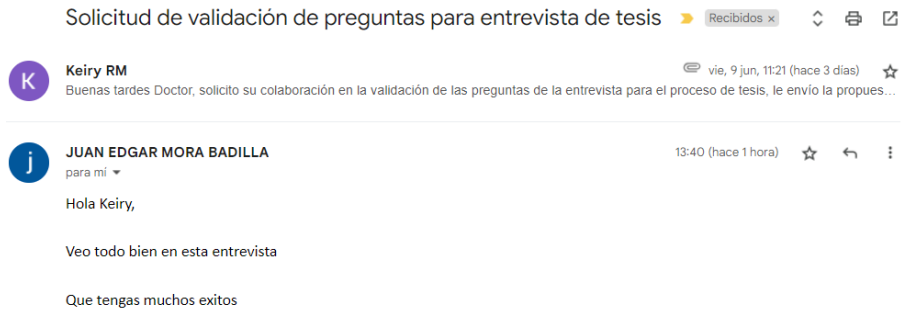 Solicitud de validación de preguntas para entrevista de tesis Recibidos x
K
Keiry RM vie, 9 jun, 11:21 (hace 3 días)
Buenas tardes Doctor, solicito su colaboración en la validación de las preguntas de la entrevista para el proceso de tesis, le envío la propues...
j
JUAN EDGAR MORA BADILLA 13:40 (hace 1 hora)
para mí
Hola Keiry,
Veo todo bien en esta entrevista
Que tengas muchos exitos